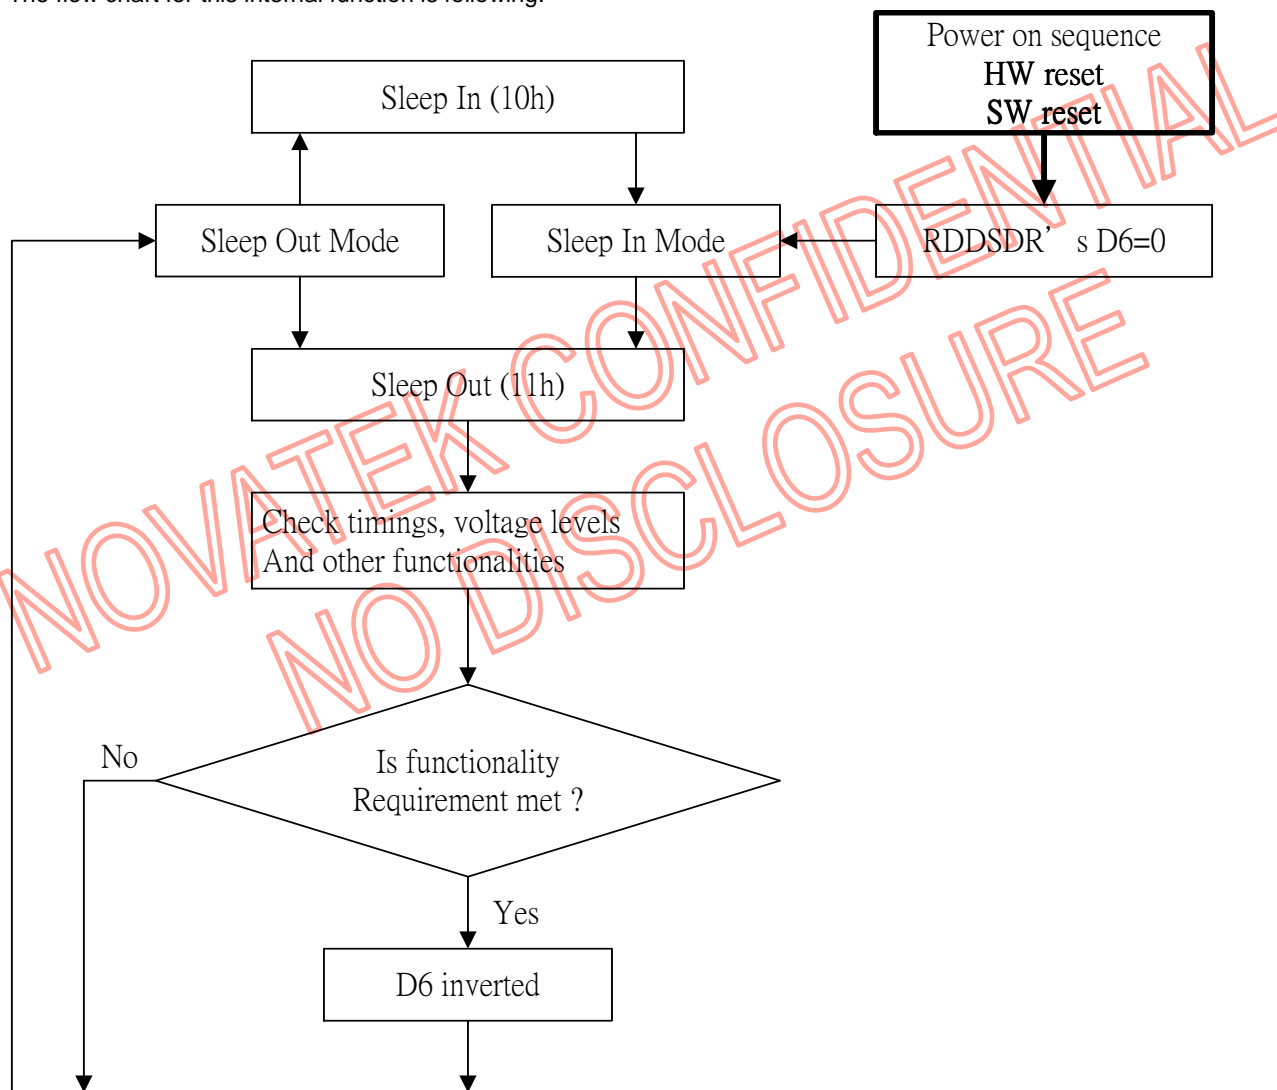 The flow chart for this internal function is following:
Power on sequence
HW reset
SW reset
Sleep In (10h)
Sleep Out Mode
Sleep In Mode
RDDSDR’ s D6=0
Sleep Out (11h)
Check timings, voltage levels
And other functionalities
NOVATEK CONFIDENTIAL
NO DISCLOSURE
No
Is functionality
Requirement met ?
Yes
D6 inverted